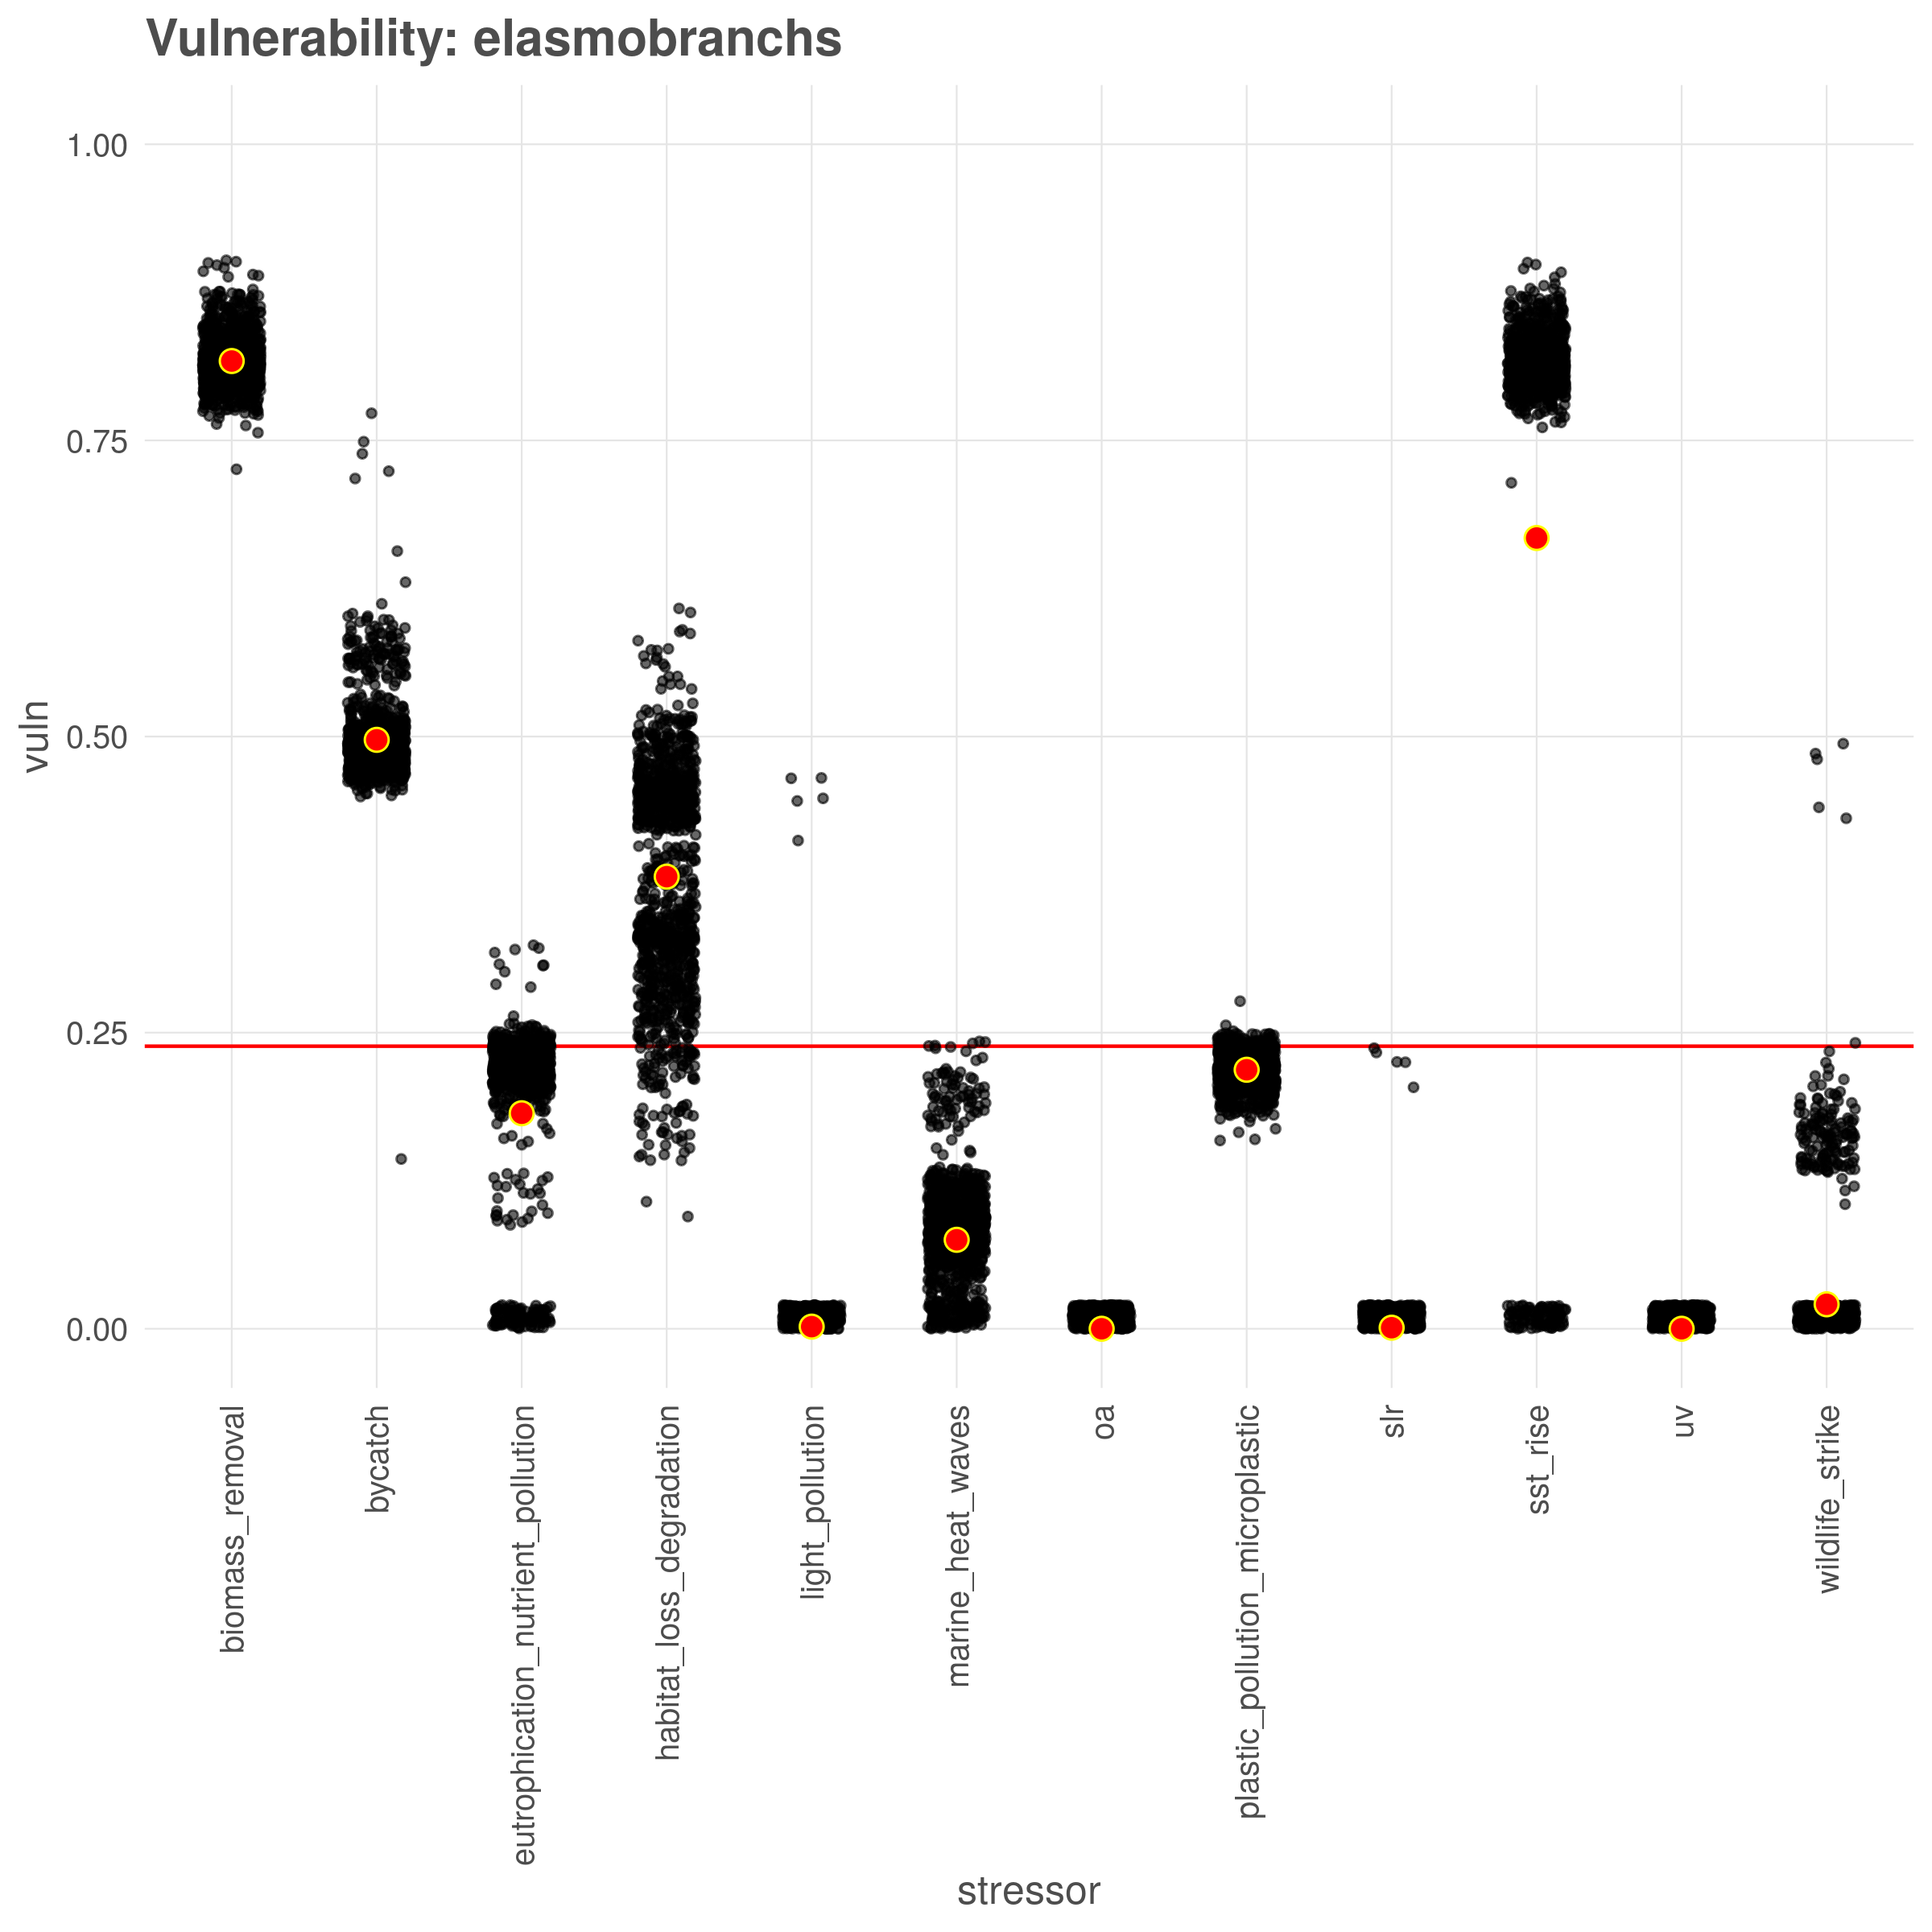 Vulnerability: elasmobranchs
1.00
0.75
0.50
0.25
0.00
vuln
biomass_removal
bycatch
eutrophication_nutrient_pollution
habitat_loss_degradation
light_pollution
marine_heat_waves
oa
plastic_pollution_microplastic
slr
sst_rise
uv
wildlife_strike
stressor